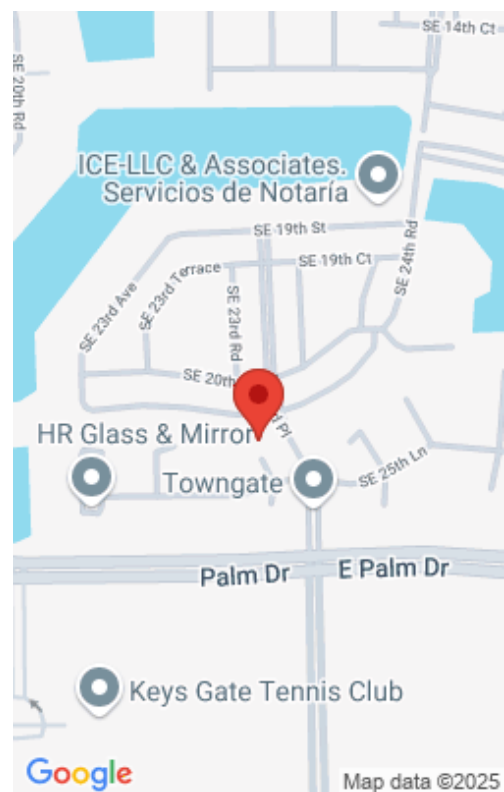 SE 14th Ct
SE 20th Rd
ICE-LLC & Associates.
Servicios de Notaría
SE 19th St
SE 24th Rd
SE 19th Ct
SE 23rd Terrace
SE 23rd Ave
SE 23rd Rd
SE 20th
rd Pl
HR Glass & Mirror
Towngate
SE 25th Ln
Palm Dr
E Palm Dr
Keys Gate Tennis Club
Google
Map data ©2025